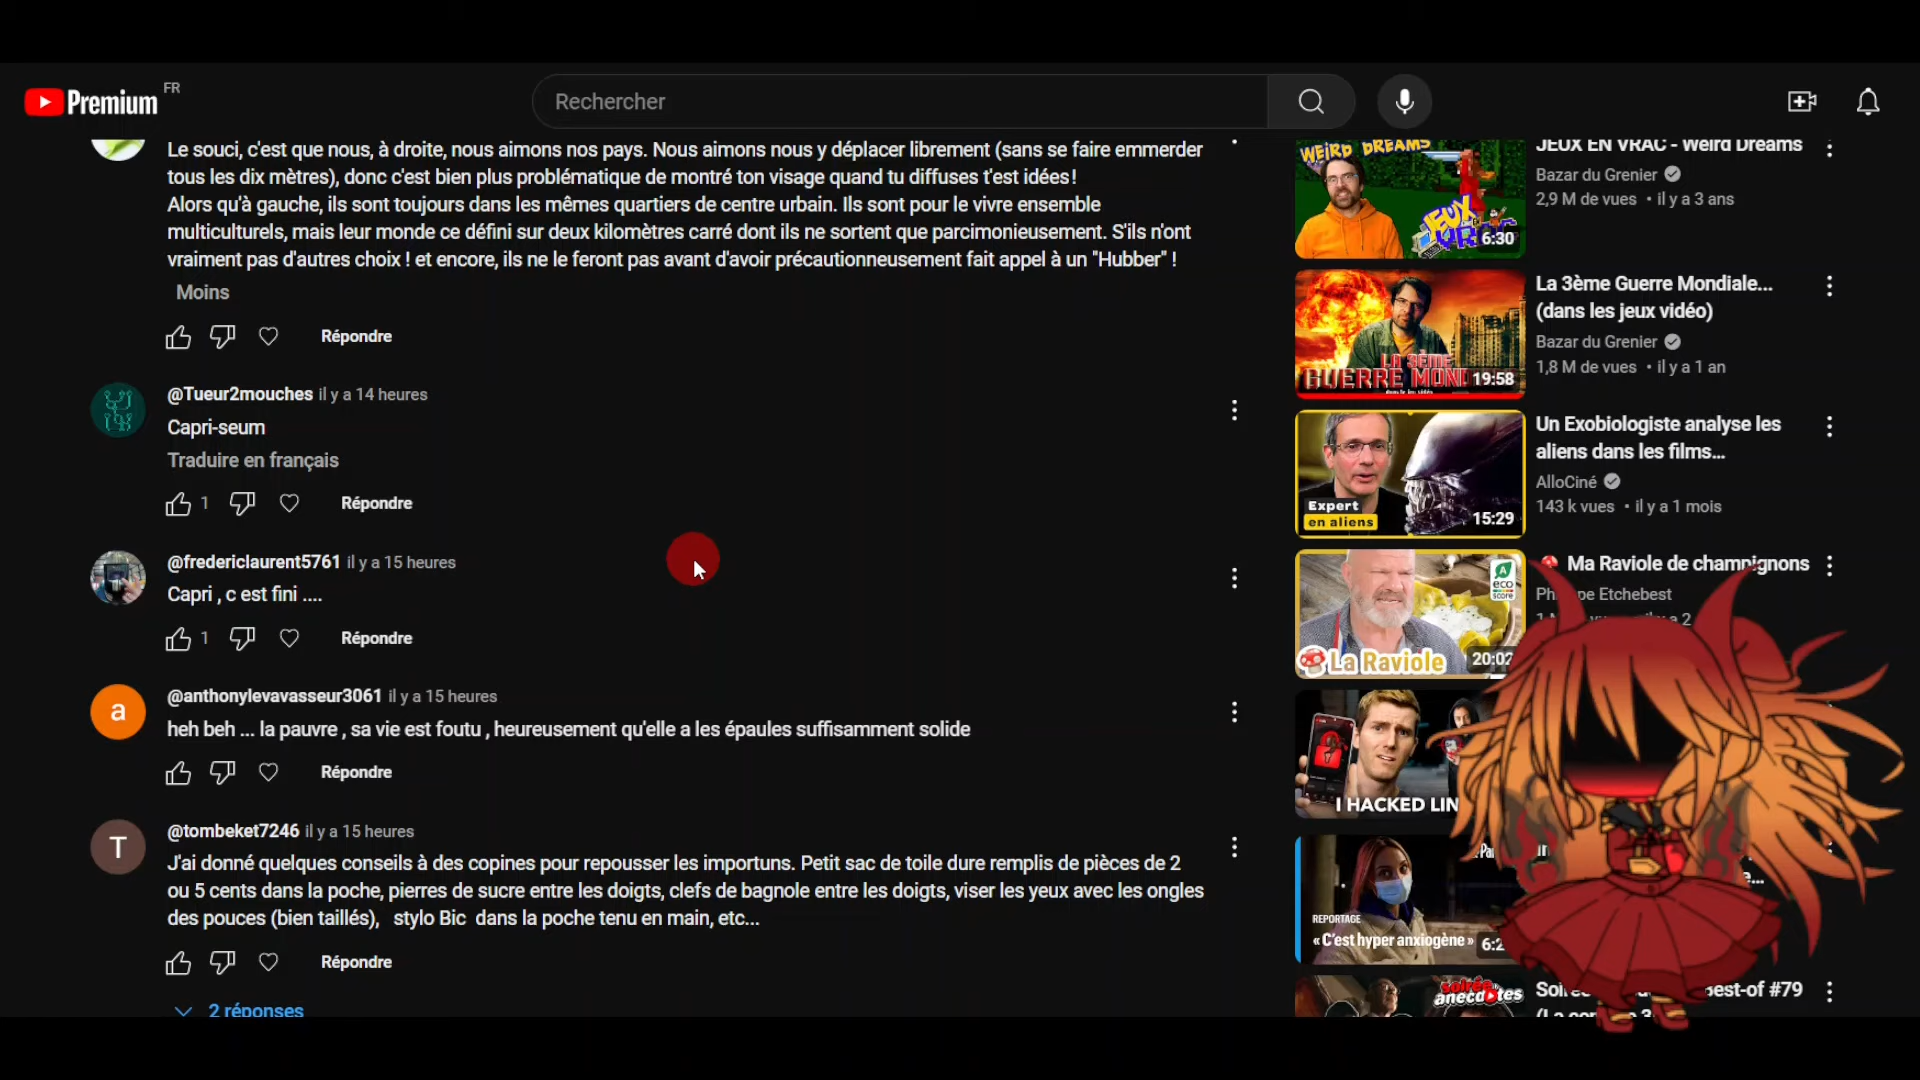 Premium
FR
Rechercher
Le souci, c'est que nous, à droite, nous aimons nos pays. Nous aimons nous y déplacer librement (sans se faire emmerder
tous les dix mètres), donc c'est bien plus problématique de montré ton visage quand tu diffuses t'est idées!
Alors qu'à gauche, ils sont toujours dans les mêmes quartiers de centre urbain. Ils sont pour le vivre ensemble
multiculturels, mais leur monde ce défini sur deux kilomètres carré dont ils ne sortent que parcimonieusement. S'ils n'ont
vraiment pas d'autres choix ! et encore, ils ne le feront pas avant d'avoir précautionneusement fait appel à un "Hubber" !
Moins
Répondre
@Tueur2mouches il y a 14 heures
Capri-seum
Traduire en français
1
Répondre
@fredericlaurent5761 il y a 15 heures
Capri , c est fini ....
1
Répondre
a
@anthonylevavasseur3061 il y a 15 heures
heh beh ... la pauvre , sa vie est foutu , heureusement qu'elle a les épaules suffisamment solide
Répondre
T
@tombeket7246 il y a 15 heures
J'ai donné quelques conseils à des copines pour repousser les importuns. Petit sac de toile dure remplis de pièces de 2
ou 5 cents dans la poche, pierres de sucre entre les doigts, clefs de bagnole entre les doigts, viser les yeux avec les ongles
des pouces (bien taillés), stylo Bic dans la poche tenu en main, etc...
Répondre
2 réponses
WEIRD DREAMS
JEUX
6:30
JEUX EN VRAC - Weird Dreams
Bazar du Grenier
2,9 M de vues • il y a 3 ans
LA 3ÈME
GUERRE MONDI
19:58
La 3ème Guerre Mondiale...
(dans les jeux vidéo)
Bazar du Grenier
1,8 M de vues • il y a 1 an
Expert
en aliens
15:29
Un Exobiologiste analyse les
aliens dans les films...
AlloCiné
143 k vues • il y a 1 mois
A
eco
score
La Raviole
20:02
Ma Raviole de champignons
Philippe Etchebest
I HACKED LIN
REPORTAGE
« C'est hyper anxiogène »
soirée
anecdotes
best-of #79